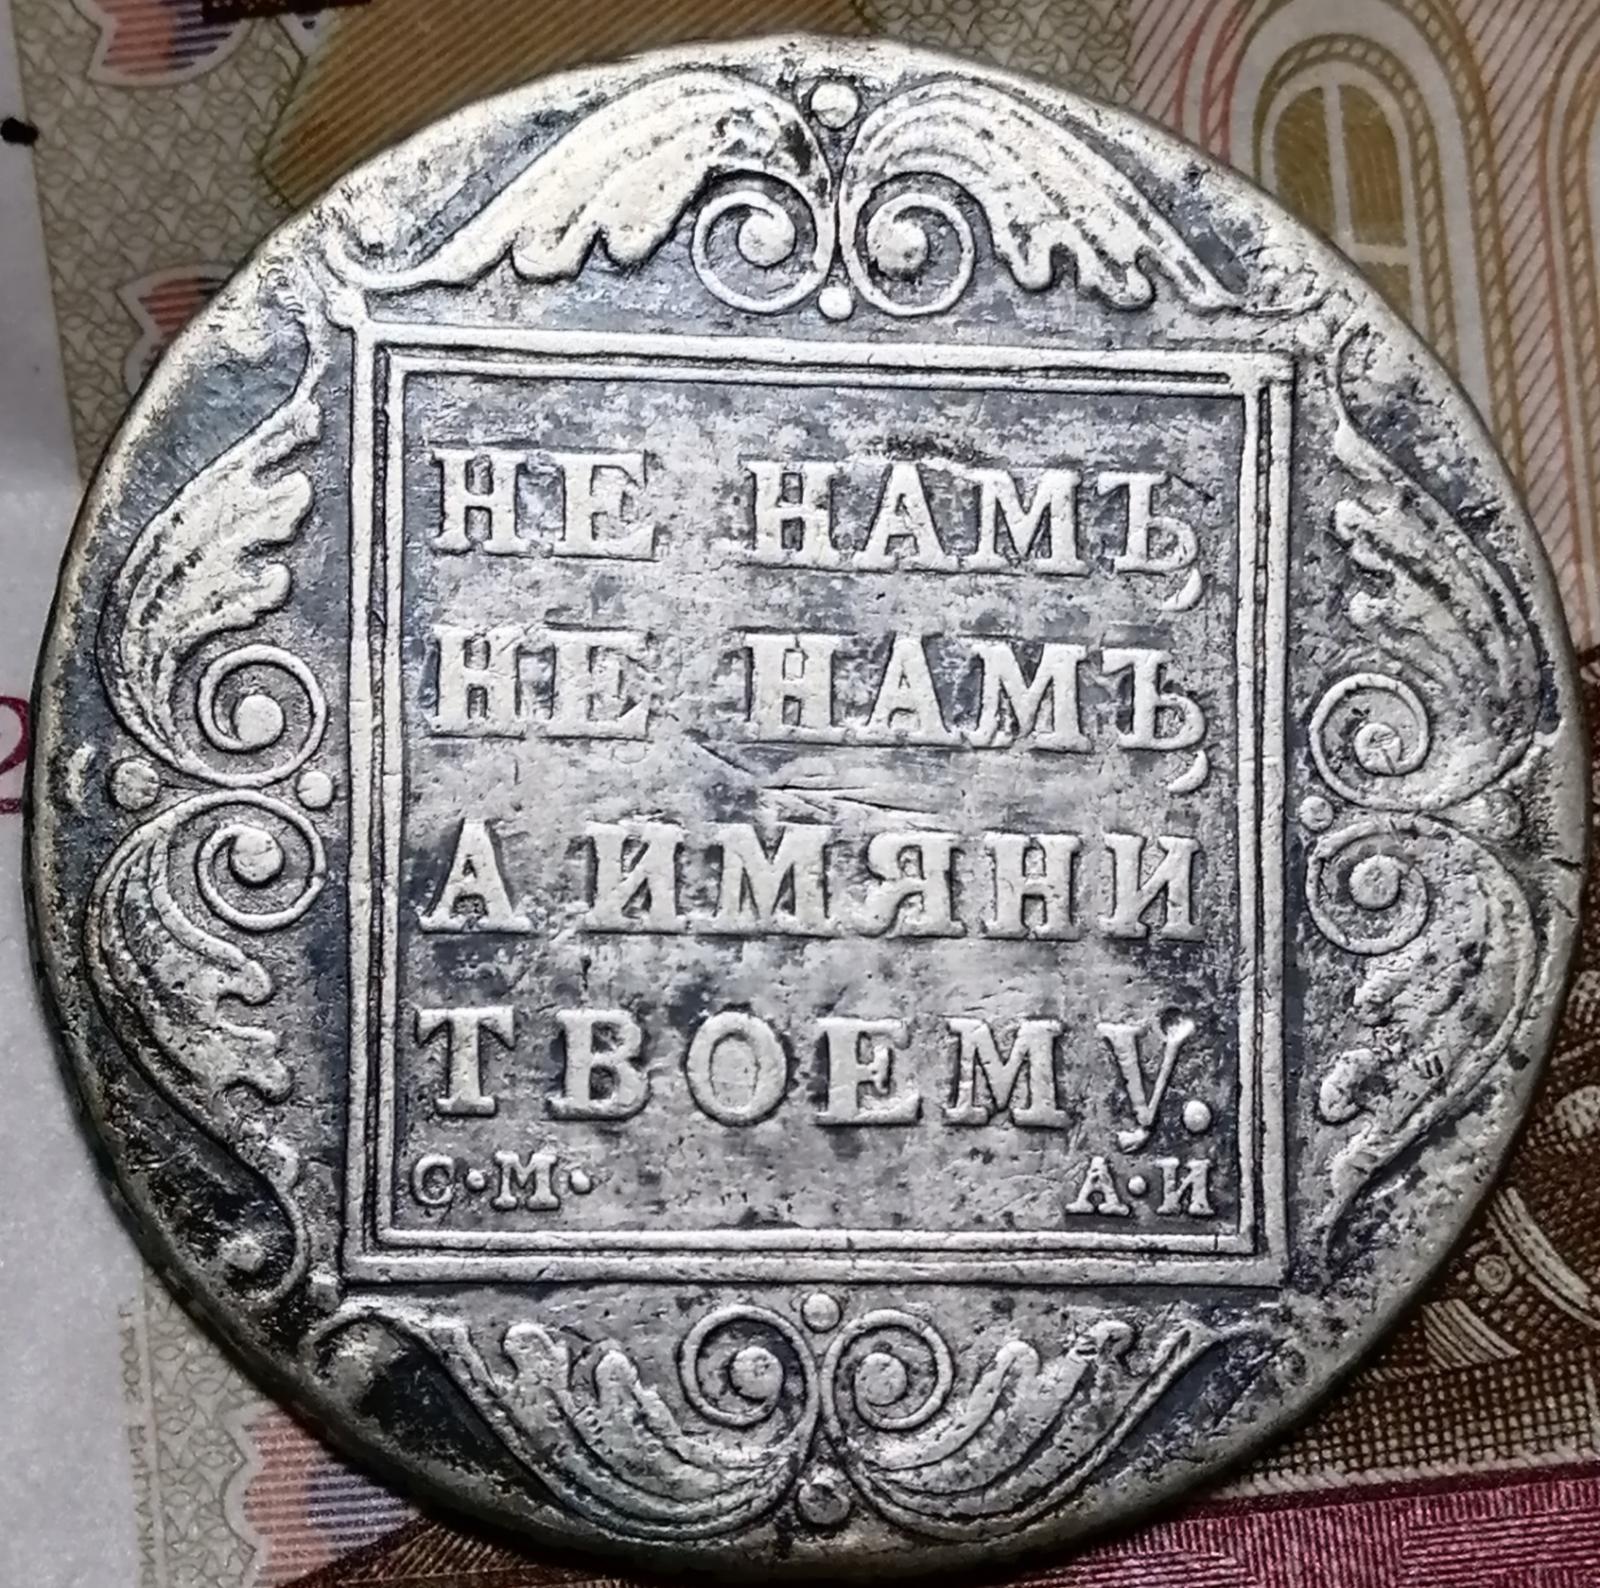 НЕ НАМЪ,
НЕ НАМЪ,
А ИМЯНИ
ТВОЕМУ.
С·М· А·И